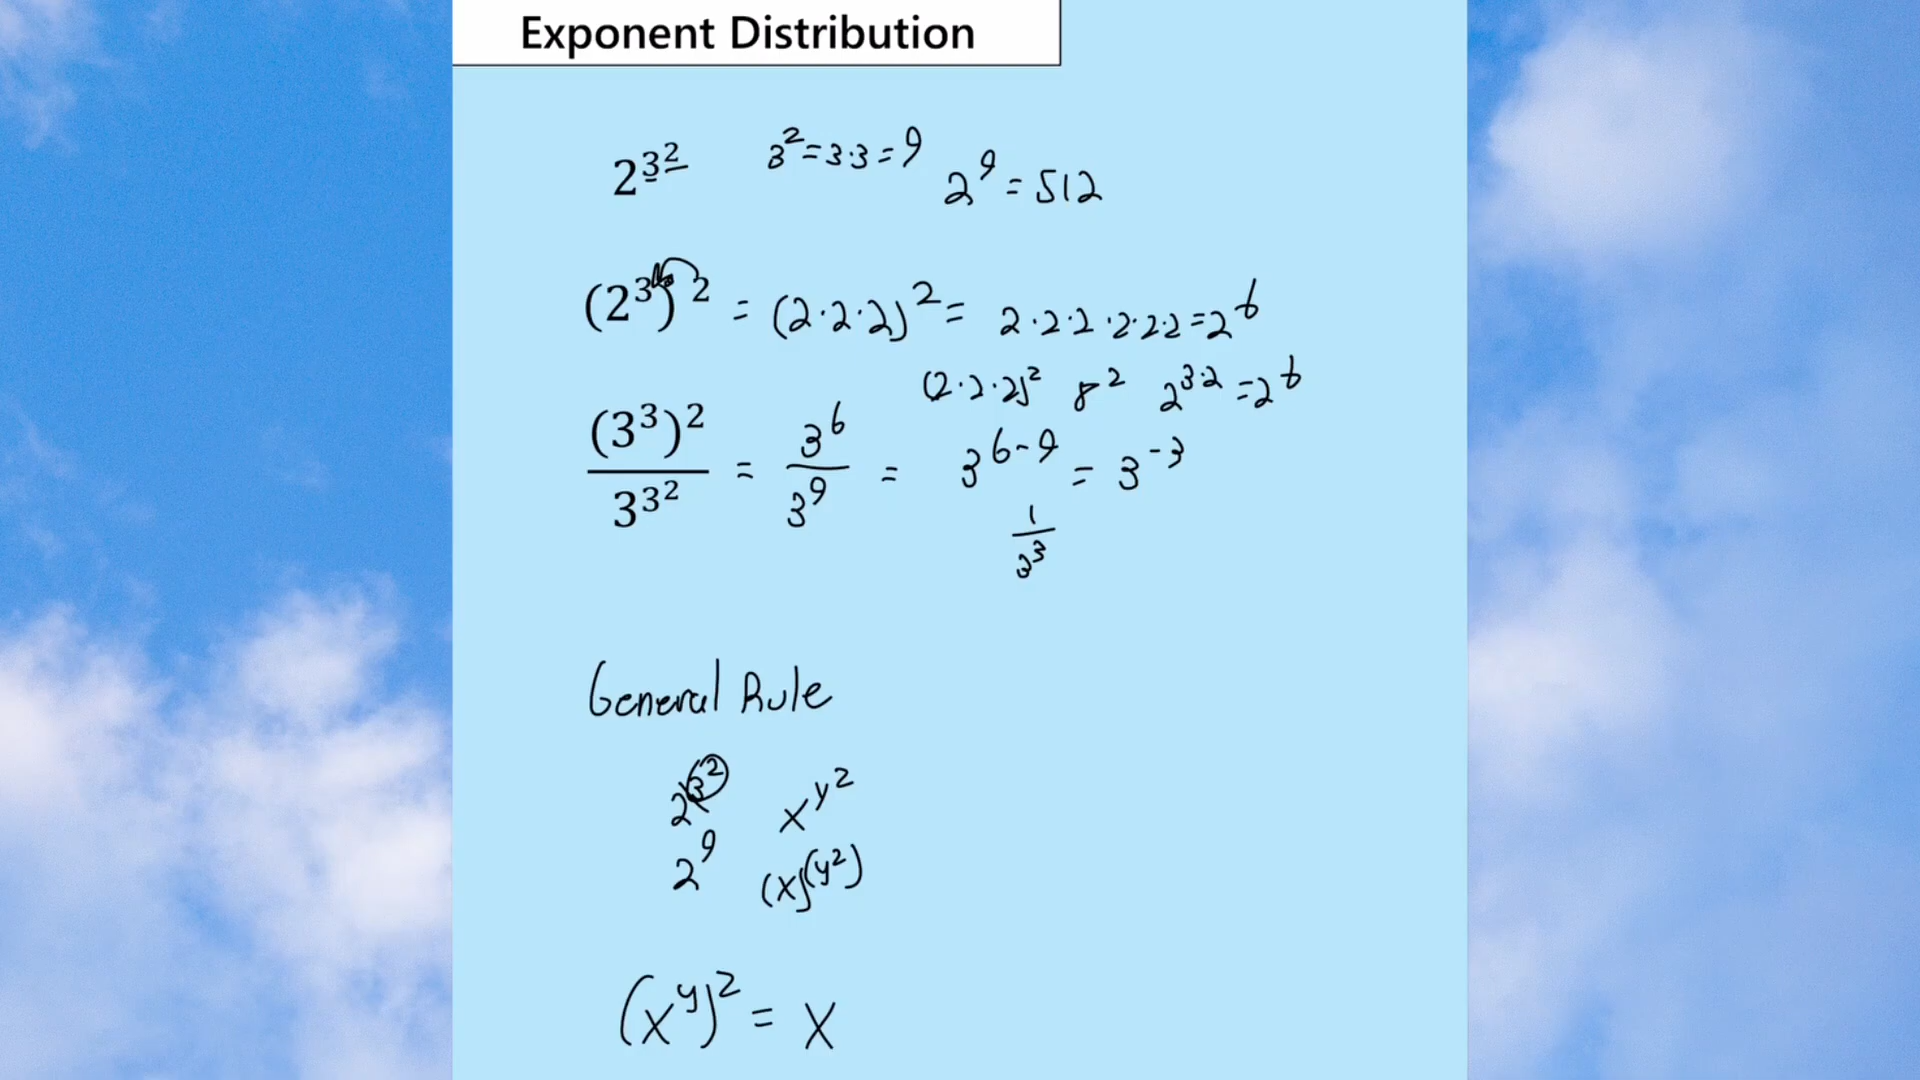 Exponent Distribution
2^3^2 3^2 = 3·3 = 9 2^9 = 512
(2^3)^2 = (2·2·2)^2 = 2·2·2·2·2·2 = 2^6
(2·2·2)^2 8^2 2^3·2 = 2^6
(3^3)^2 / 3^3^2 = 3^6 / 3^9 = 3^6-9 = 3^-3
1 / 3^3
General Rule
2^(3^2) x^y^2
2^9 (x)^(y^2)
(x^y)^2 = x